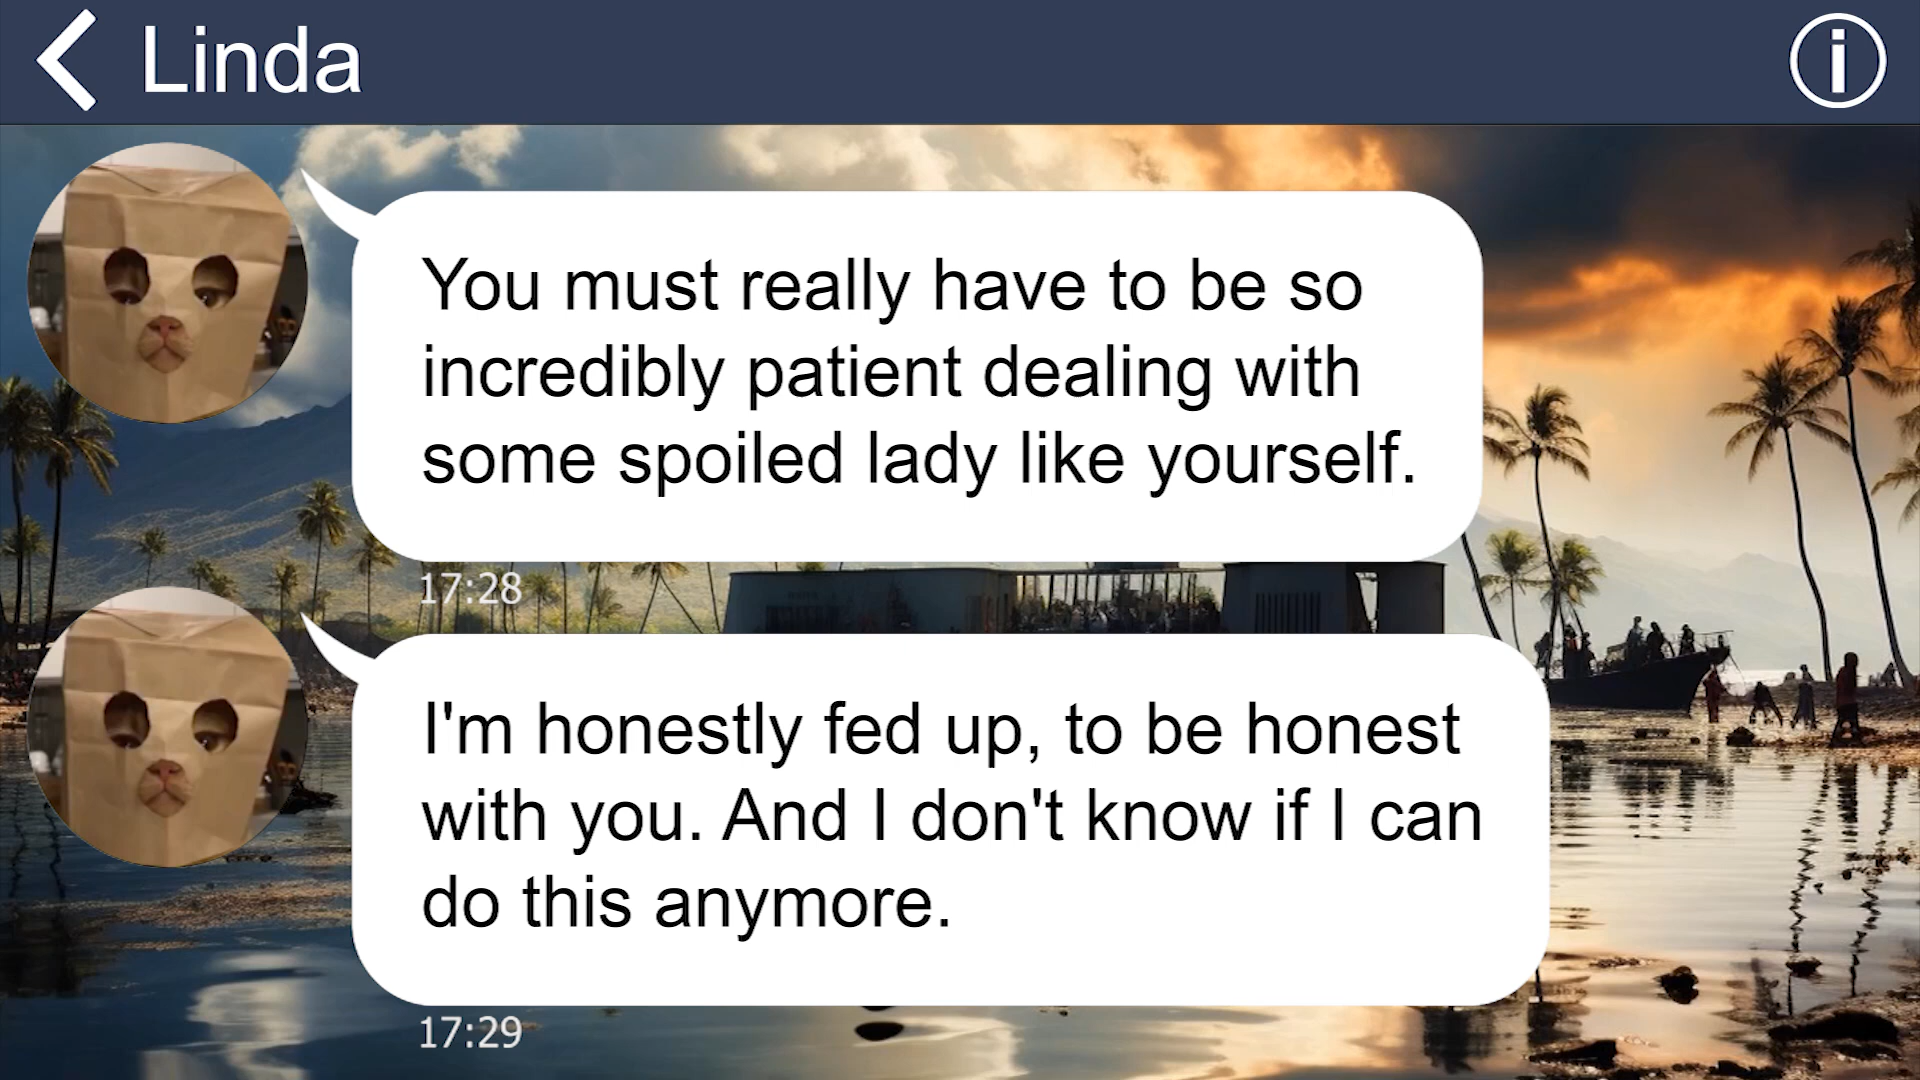 Linda
You must really have to be so
incredibly patient dealing with
some spoiled lady like yourself.
17:28
I'm honestly fed up, to be honest
with you. And I don't know if I can
do this anymore.
17:29